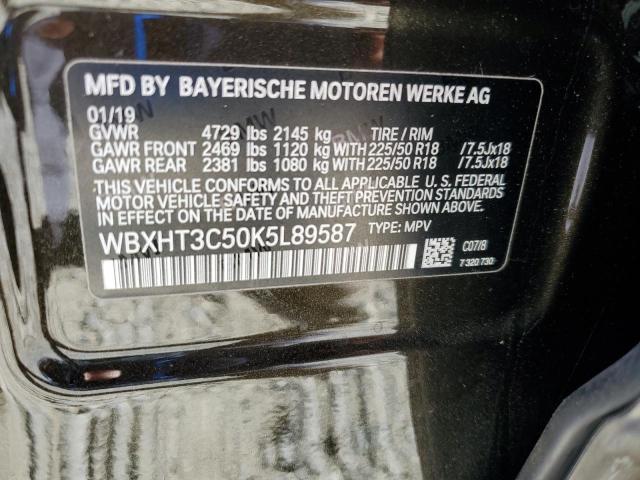 MFD BY BAYERISCHE MOTOREN WERKE AG
01/19
GVWR 4729 lbs 2145 kg TIRE / RIM
GAWR FRONT 2469 lbs 1120 kg WITH 225/50 R18 /7.5Jx18
GAWR REAR 2381 lbs 1080 kg WITH 225/50 R18 /7.5Jx18
THIS VEHICLE CONFORMS TO ALL APPLICABLE U. S. FEDERAL
MOTOR VEHICLE SAFETY AND THEFT PREVENTION
STANDARDS IN EFFECT ON THE DATE OF MANUFACTURE SHOWN ABOVE.
WBXHT3C50K5L89587 TYPE: MPV
C07/8
7 320 730